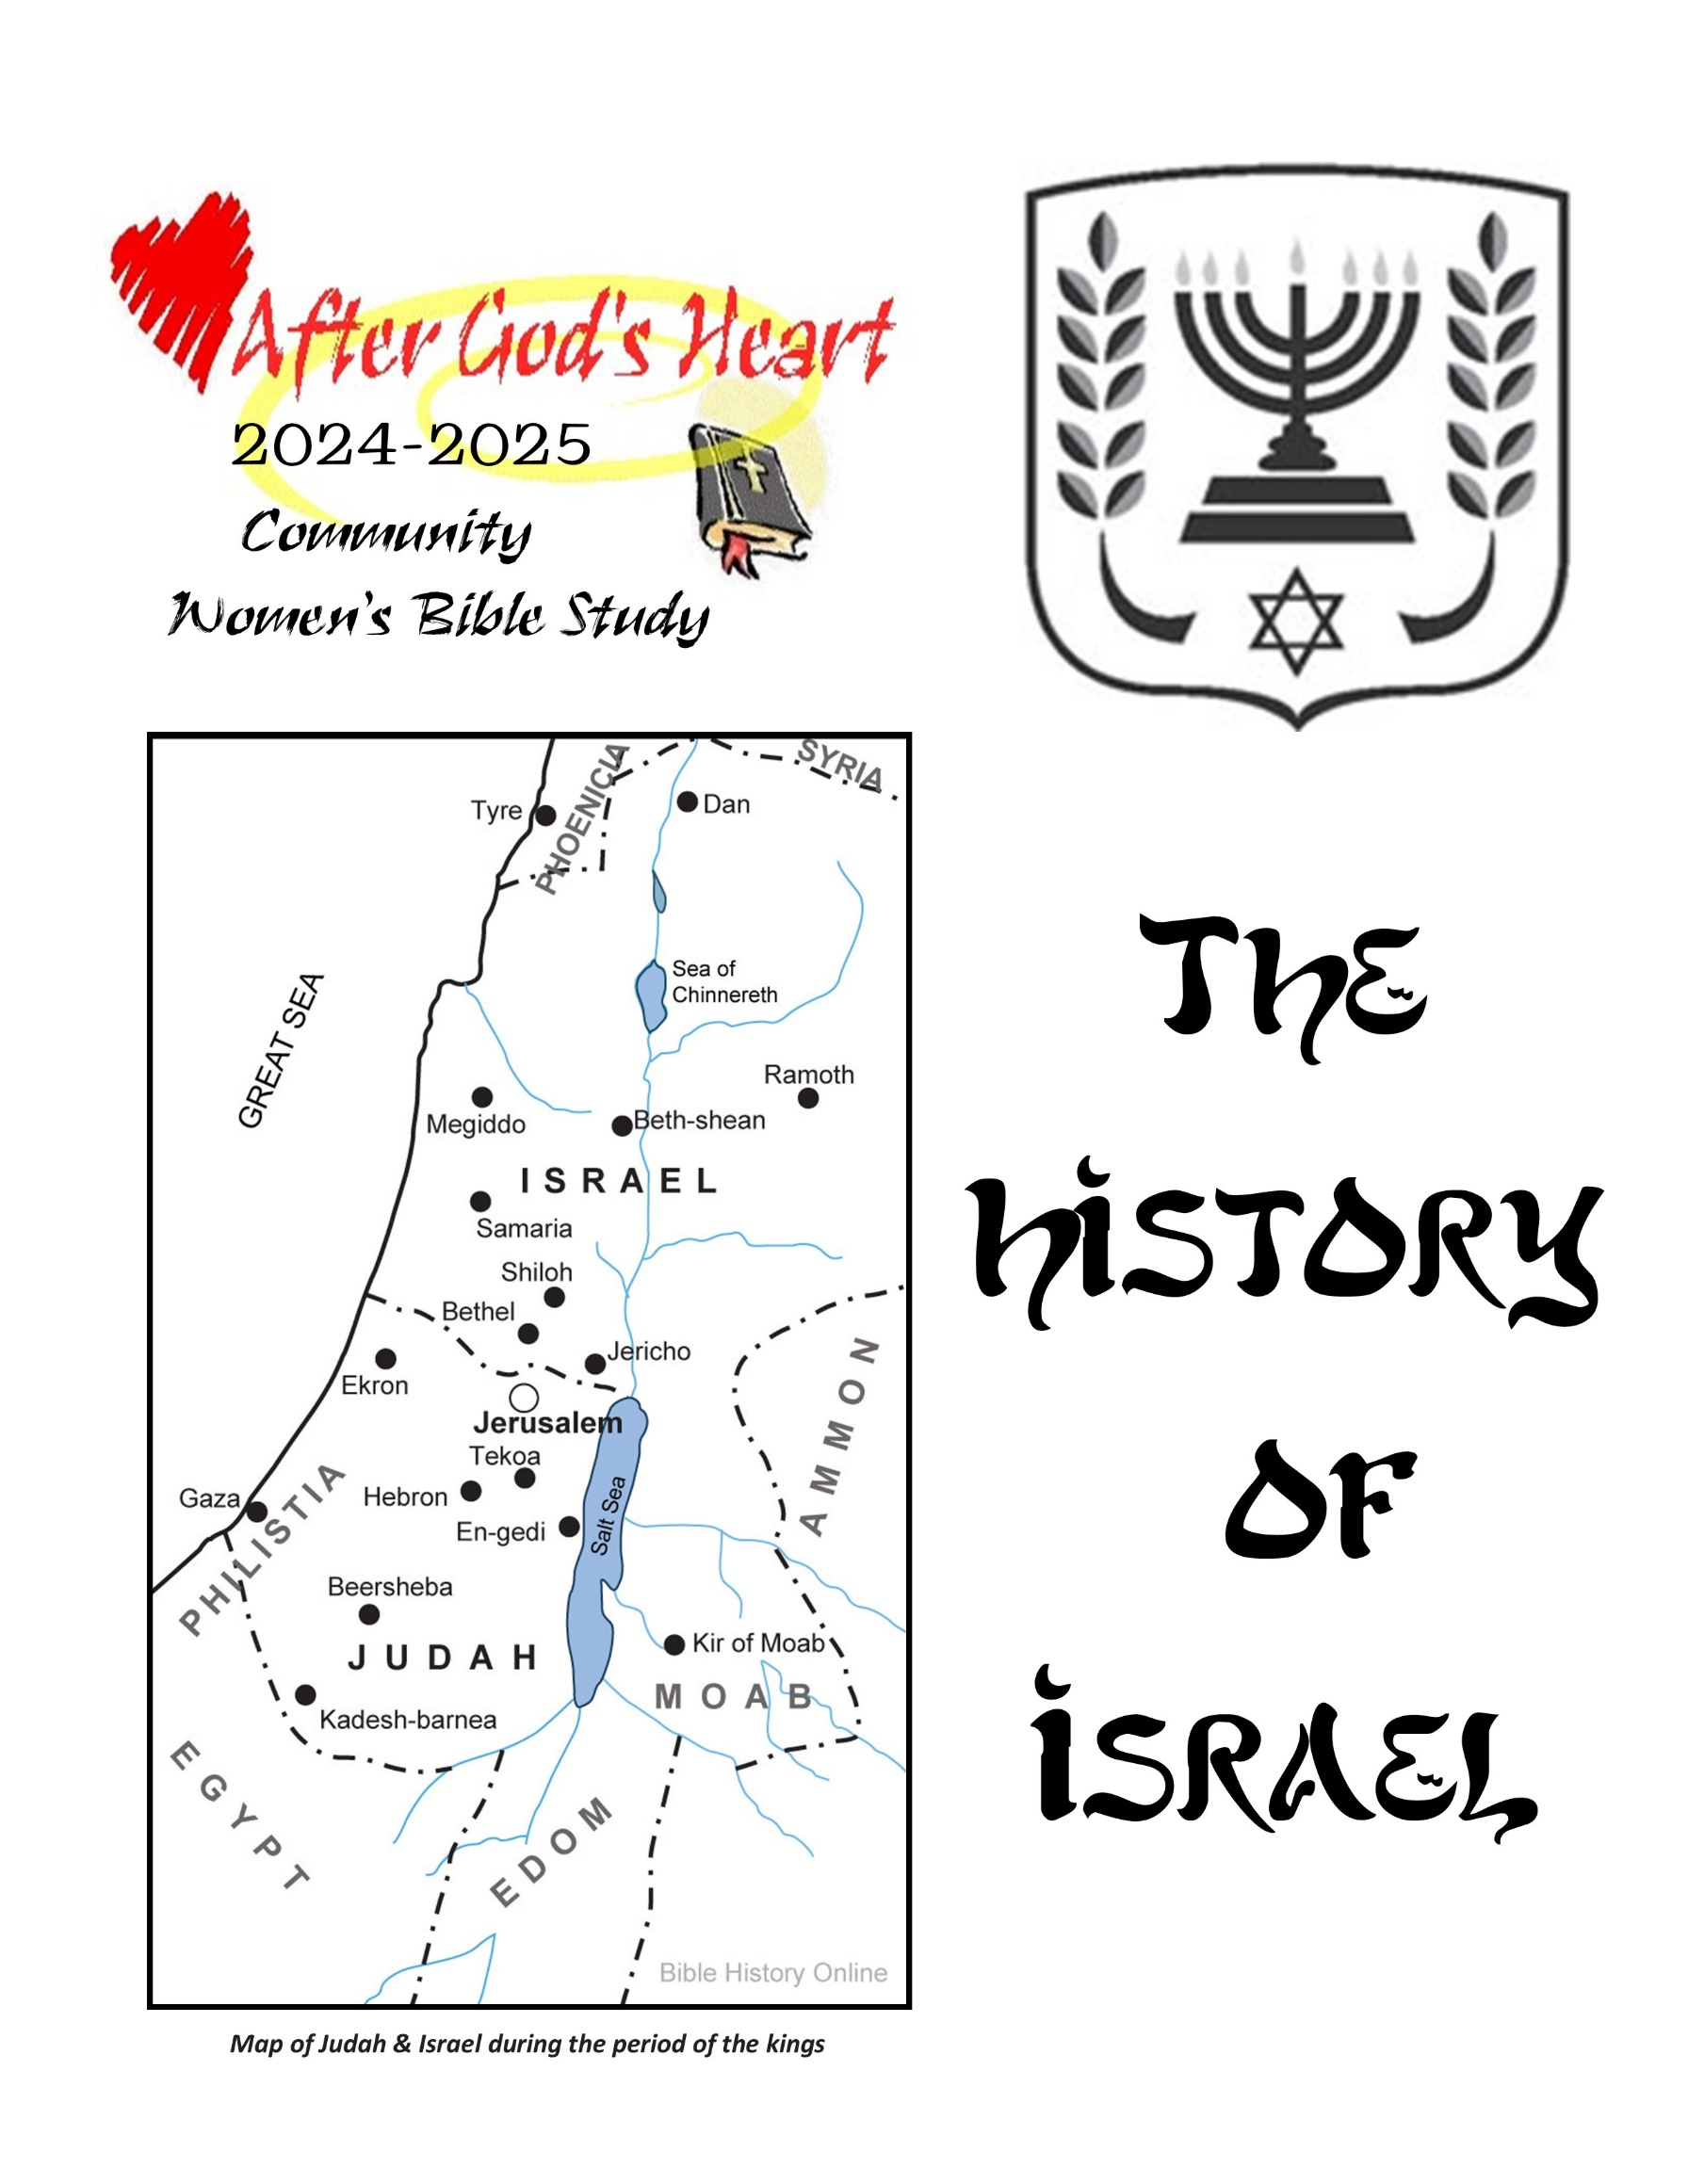 After God's Heart
2024-2025
Community
Women's Bible Study
THE
HISTORY
OF
ISRAEL
SYRIA
PHOENICIA
Tyre
Dan
Sea of
Chinnereth
GREAT SEA
Ramoth
Megiddo
Beth-shean
ISRAEL
Samaria
Shiloh
Bethel
Jericho
Ekron
AMMON
Jerusalem
Tekoa
Hebron
Gaza
PHILISTIA
Salt Sea
En-gedi
Beersheba
JUDAH
Kir of Moab
MOAB
Kadesh-barnea
EGYPT
EDOM
Bible History Online
Map of Judah & Israel during the period of the kings